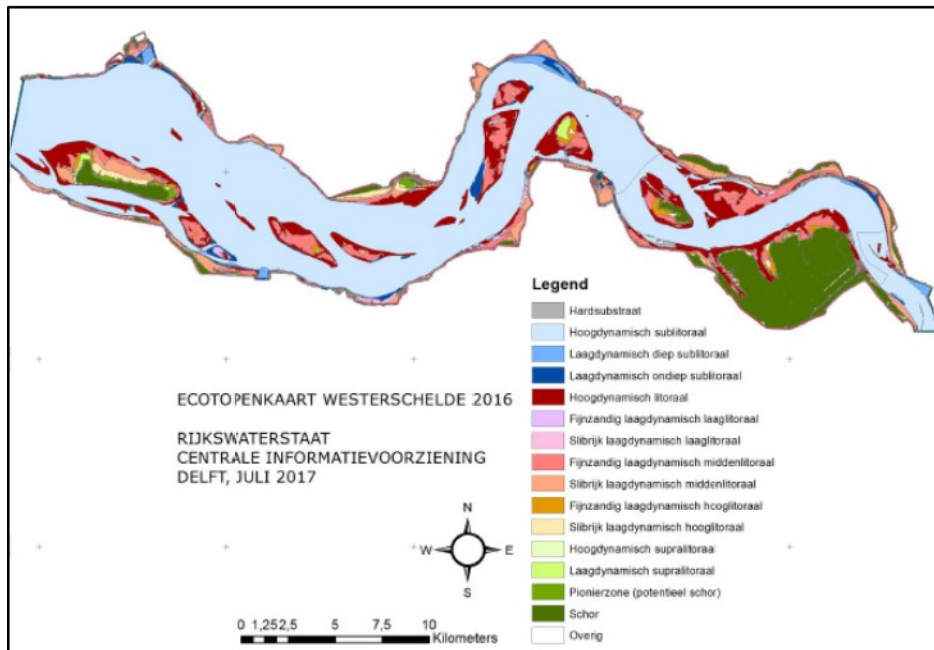 ECOTOPENKAART WESTERSCHELDE 2016
RIJKSWATERSTAAT
CENTRALE INFORMATIEVOORZIENING
DELFT, JULI 2017
N
W E
S
0 1,252,5 5 7,5 10
Kilometers
Legend
Hardsubstraat
Hoogdynamisch sublitoraal
Laagdynamisch diep sublitoraal
Laagdynamisch ondiep sublitoraal
Hoogdynamisch litoraal
Fijnzandig laagdynamisch laaglitoraal
Slibrijk laagdynamisch laaglitoraal
Fijnzandig laagdynamisch middenlitoraal
Slibrijk laagdynamisch middenlitoraal
Fijnzandig laagdynamisch hooglitoraal
Slibrijk laagdynamisch hooglitoraal
Hoogdynamisch supralitoraal
Laagdynamisch supralitoraal
Pionierzone (potentieel schor)
Schor
Overig